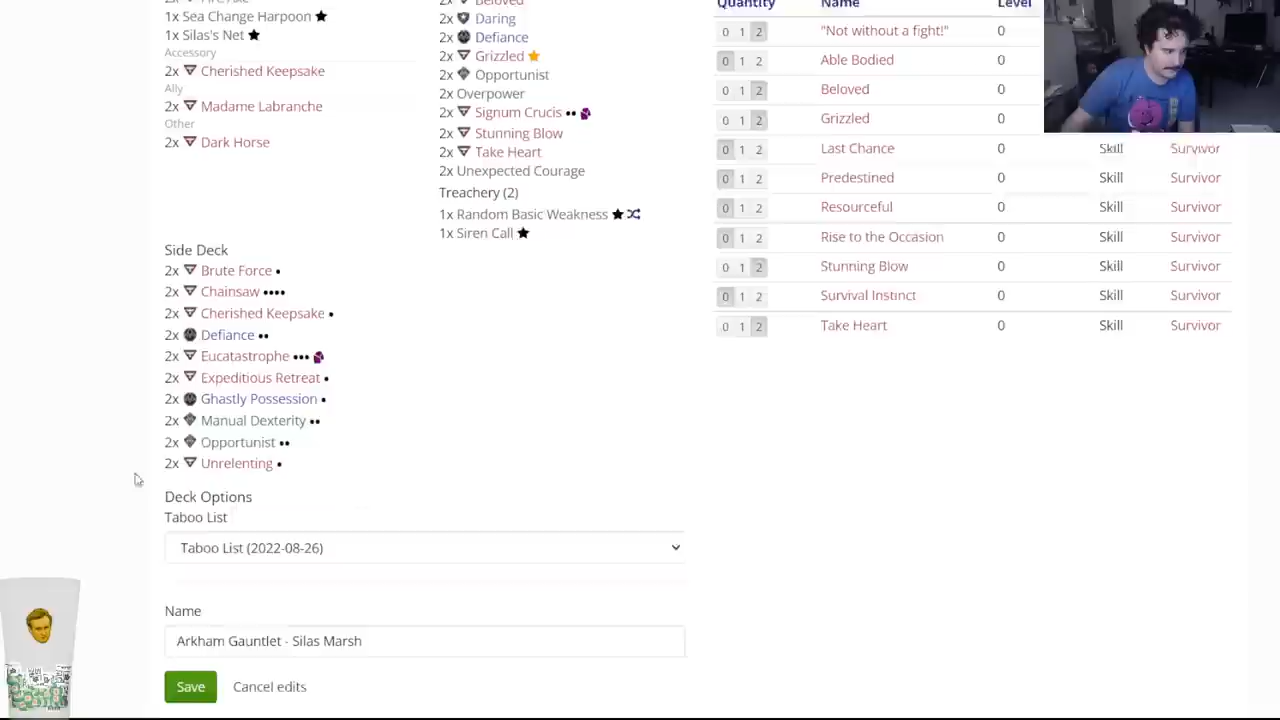 1x Sea Change Harpoon
1x Silas's Net
Accessory
2x Cherished Keepsake
Ally
2x Madame Labranche
Other
2x Dark Horse
2x Beloved
2x Daring
2x Defiance
2x Grizzled
2x Opportunist
2x Overpower
2x Signum Crucis
2x Stunning Blow
2x Take Heart
2x Unexpected Courage
Treachery (2)
1x Random Basic Weakness
1x Siren Call
Side Deck
2x Brute Force
2x Chainsaw
2x Cherished Keepsake
2x Defiance
2x Eucatastrophe
2x Expeditious Retreat
2x Ghastly Possession
2x Manual Dexterity
2x Opportunist
2x Unrelenting
Deck Options
Taboo List
Taboo List (2022-08-26)
Name
Arkham Gauntlet - Silas Marsh
Save Cancel edits
Quantity Name Level
0 1 2 "Not without a fight!" 0
0 1 2 Able Bodied 0
0 1 2 Beloved 0
0 1 2 Grizzled 0
0 1 2 Last Chance 0 Skill Survivor
0 1 2 Predestined 0 Skill Survivor
0 1 2 Resourceful 0 Skill Survivor
0 1 2 Rise to the Occasion 0 Skill Survivor
0 1 2 Stunning Blow 0 Skill Survivor
0 1 2 Survival Instinct 0 Skill Survivor
0 1 2 Take Heart 0 Skill Survivor